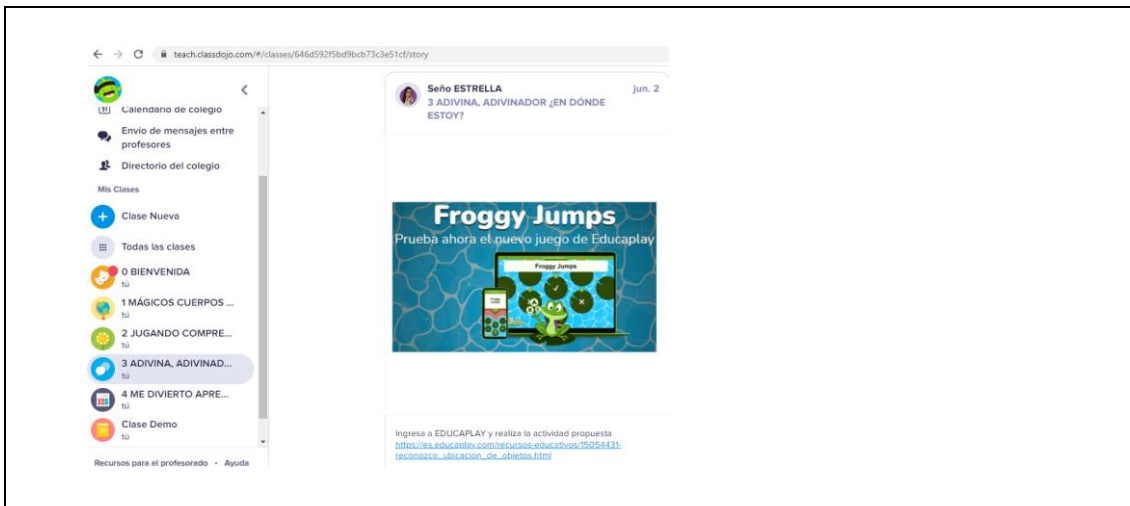 teach.classdojo.com/#/classes/646d592f5bd9bcb73c3e51cf/story
Calendario de colegio
Envío de mensajes entre
profesores
Directorio del colegio
Mis Clases
Clase Nueva
Todas las clases
0 BIENVENIDA
tú
1 MÁGICOS CUERPOS ...
tú
2 JUGANDO COMPRE...
tú
3 ADIVINA, ADIVINAD...
tú
4 ME DIVIERTO APRE...
tú
Clase Demo
tú
Recursos para el profesorado · Ayuda
Seño ESTRELLA
jun. 2
3 ADIVINA, ADIVINADOR ¿EN DÓNDE
ESTOY?
Froggy Jumps
Prueba ahora el nuevo juego de Educaplay
Froggy Jumps
Ingresa a EDUCAPLAY y realiza la actividad propuesta
https://es.educaplay.com/recursos-educativos/15054431-
reconozco_ubicacion_de_objetos.html